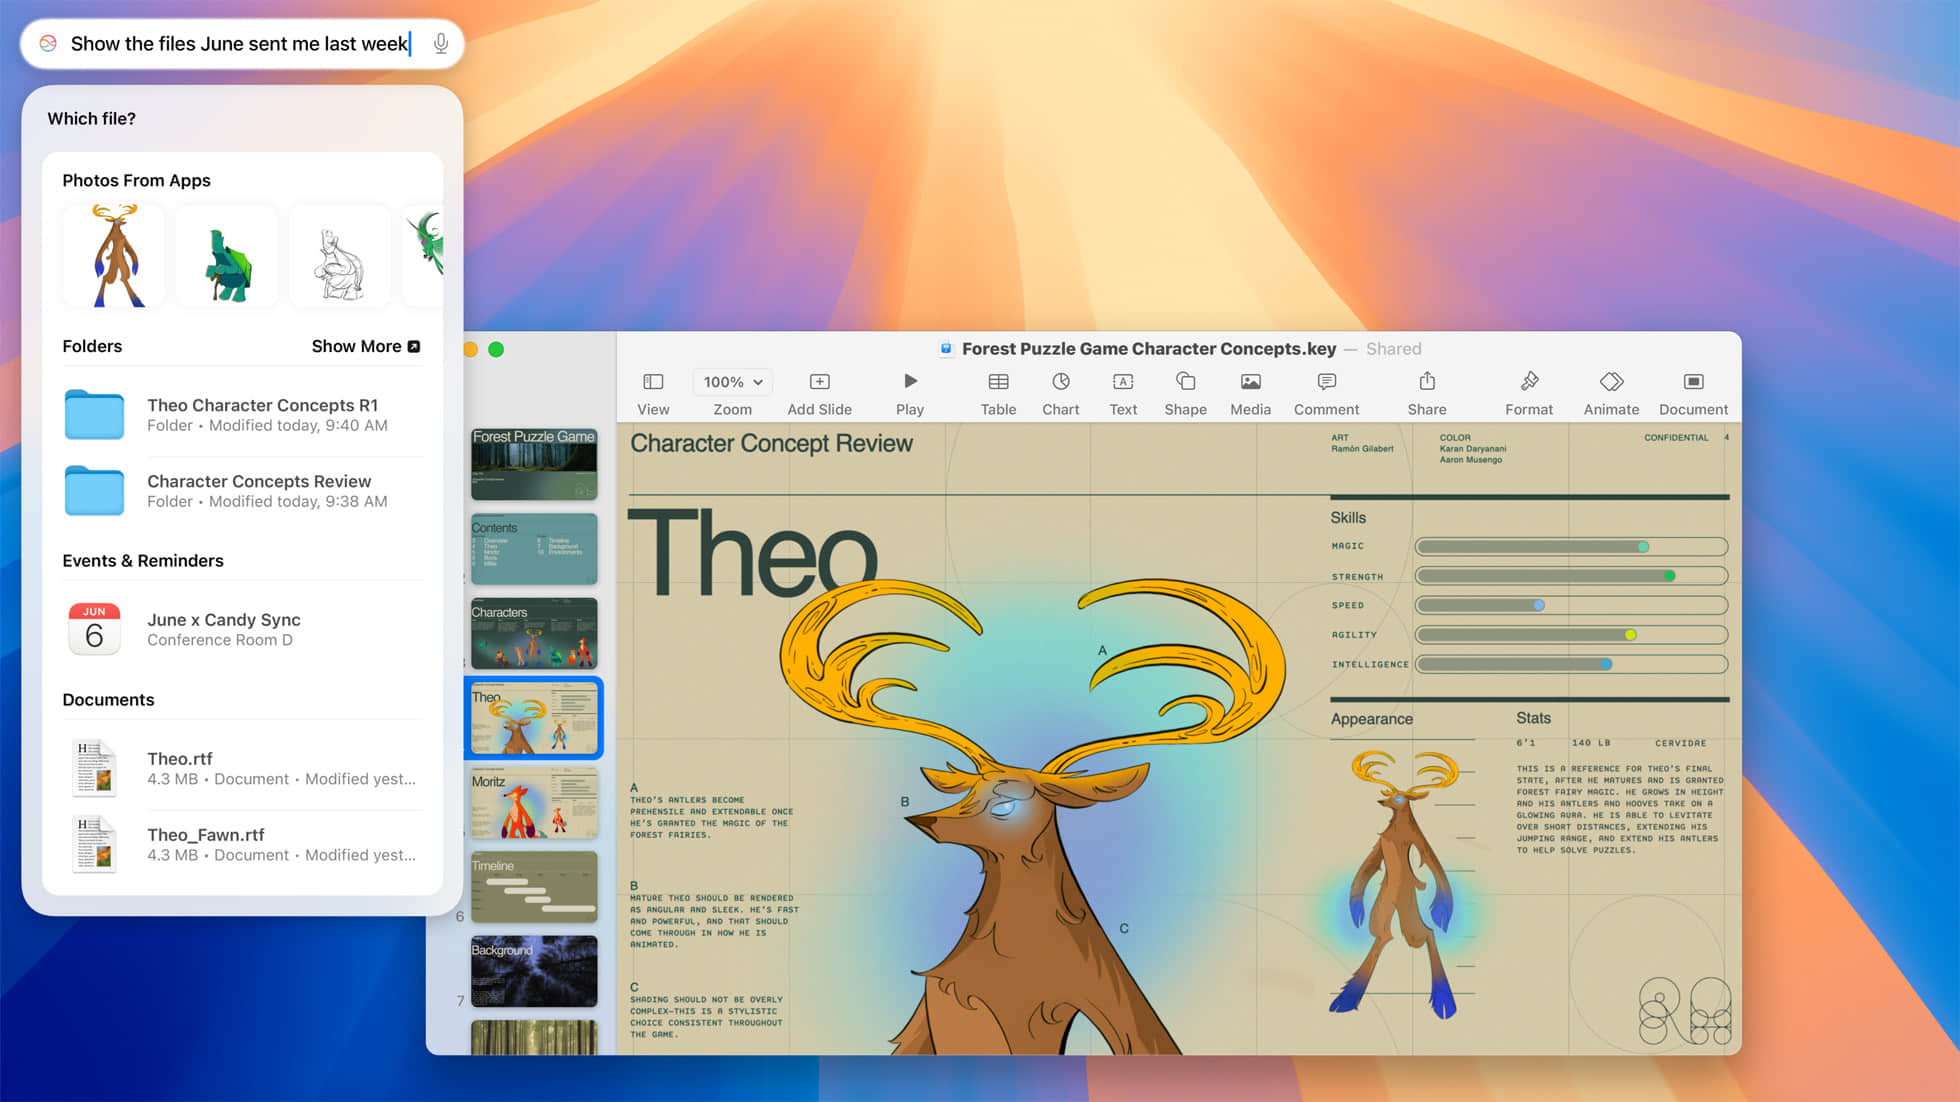 Show the files June sent me last week
Which file?
Photos From Apps
Folders
Show More
Theo Character Concepts R1
Folder • Modified today, 9:40 AM
Character Concepts Review
Folder • Modified today, 9:38 AM
Events & Reminders
JUN
6
June x Candy Sync
Conference Room D
Documents
Theo.rtf
4.3 MB • Document • Modified yest...
Theo_Fawn.rtf
4.3 MB • Document • Modified yest...
Forest Puzzle Game Character Concepts.key — Shared
100%
View
Zoom
Add Slide
Play
Table
Chart
Text
Shape
Media
Comment
Share
Format
Animate
Document
Forest Puzzle Game
Contents
Characters
Theo
Moritz
Timeline
6
Background
7
Character Concept Review
ART
Ramón Gilabert
COLOR
Karan Daryanani
Aaron Musengo
CONFIDENTIAL
4
Theo
Skills
MAGIC
STRENGTH
SPEED
AGILITY
INTELLIGENCE
Appearance
Stats
6'1
140 LB
CERVIDAE
THIS IS A REFERENCE FOR THEO'S FINAL
STATE, AFTER HE MATURES AND IS GRANTED
FOREST FAIRY MAGIC. HE GROWS IN HEIGHT
AND HIS ANTLERS AND HOOVES TAKE ON A
GLOWING AURA. HE IS ABLE TO LEVITATE
OVER SHORT DISTANCES, EXTENDING HIS
JUMPING RANGE, AND EXTEND HIS ANTLERS
TO HELP SOLVE PUZZLES.
A
B
C
A
THEO'S ANTLERS BECOME
PREHENSILE AND EXTENDABLE ONCE
HE'S GRANTED THE MAGIC OF THE
FOREST FAIRIES.
B
MATURE THEO SHOULD BE RENDERED
AS ANGULAR AND SLEEK. HE'S FAST
AND POWERFUL, AND THAT SHOULD
COME THROUGH IN HOW HE IS
ANIMATED.
C
SHADING SHOULD NOT BE OVERLY
COMPLEX—THIS IS A STYLISTIC
CHOICE CONSISTENT THROUGHOUT
THE GAME.